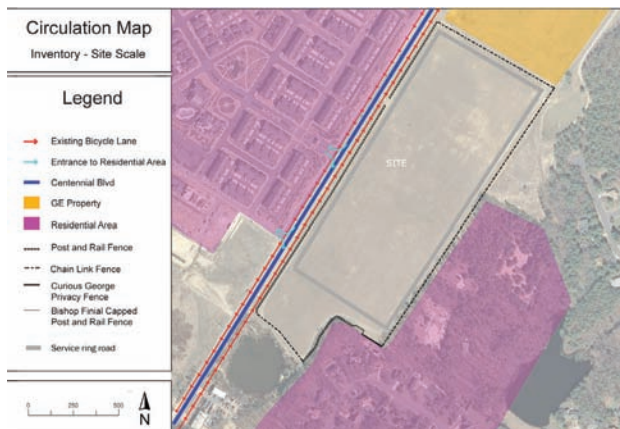 Circulation Map
Inventory - Site Scale
Legend
Existing Bicycle Lane
Entrance to Residential Area
Centennial Blvd
GE Property
Residential Area
Post and Rail Fence
Chain Link Fence
Curious George
Privacy Fence
Bishop Finial Capped
Post and Rail Fence
Service ring road
0 250 500
N
SITE